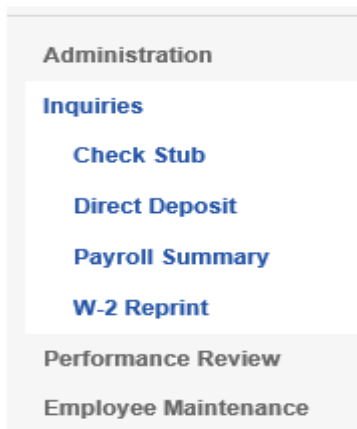 Administration
Inquiries
Check Stub
Direct Deposit
Payroll Summary
W-2 Reprint
Performance Review
Employee Maintenance